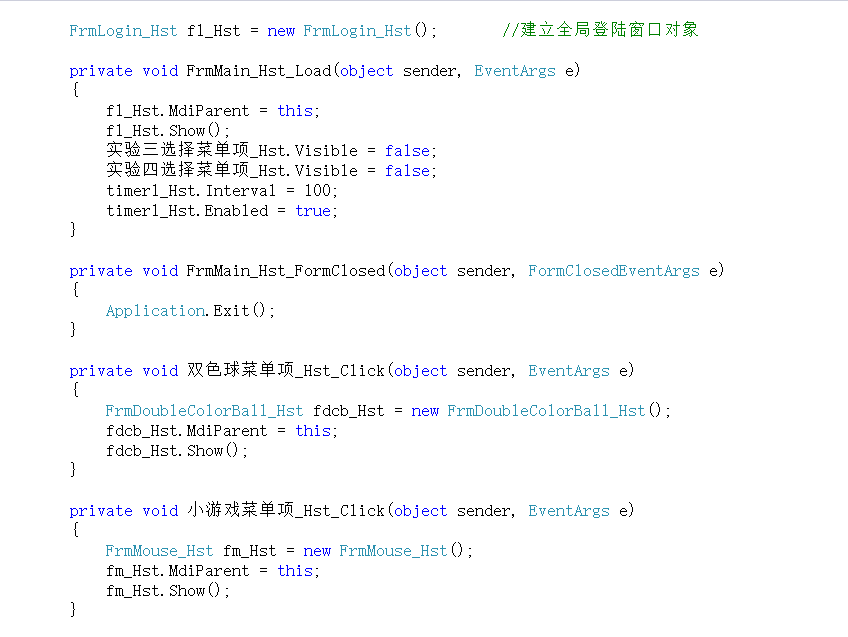 FrmLogin_Hst fl_Hst = new FrmLogin_Hst();       //建立全局登陆窗口对象
private void FrmMain_Hst_Load(object sender, EventArgs e)
{
    fl_Hst.MdiParent = this;
    fl_Hst.Show();
    实验三选择菜单项_Hst.Visible = false;
    实验四选择菜单项_Hst.Visible = false;
    timer1_Hst.Interval = 100;
    timer1_Hst.Enabled = true;
}
private void FrmMain_Hst_FormClosed(object sender, FormClosedEventArgs e)
{
    Application.Exit();
}
private void 双色球菜单项_Hst_Click(object sender, EventArgs e)
{
    FrmDoubleColorBall_Hst fdcb_Hst = new FrmDoubleColorBall_Hst();
    fdcb_Hst.MdiParent = this;
    fdcb_Hst.Show();
}
private void 小游戏菜单项_Hst_Click(object sender, EventArgs e)
{
    FrmMouse_Hst fm_Hst = new FrmMouse_Hst();
    fm_Hst.MdiParent = this;
    fm_Hst.Show();
}